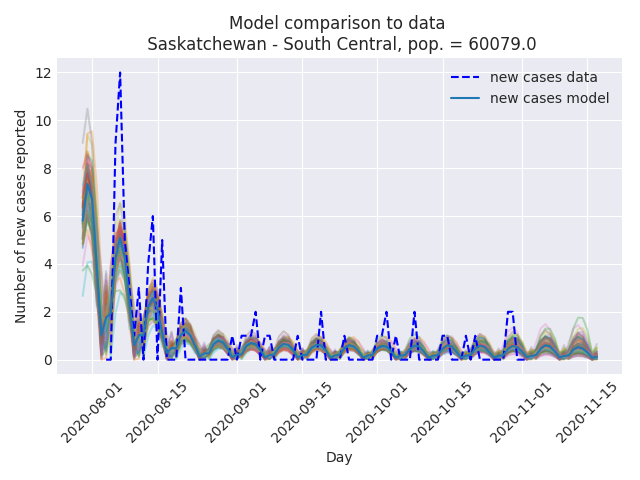 Model comparison to data
Saskatchewan - South Central, pop. = 60079.0
new cases data
new cases model
Number of new cases reported
12
10
8
6
4
2
0
2020-08-01
2020-08-15
2020-09-01
2020-09-15
2020-10-01
2020-10-15
2020-11-01
2020-11-15
Day